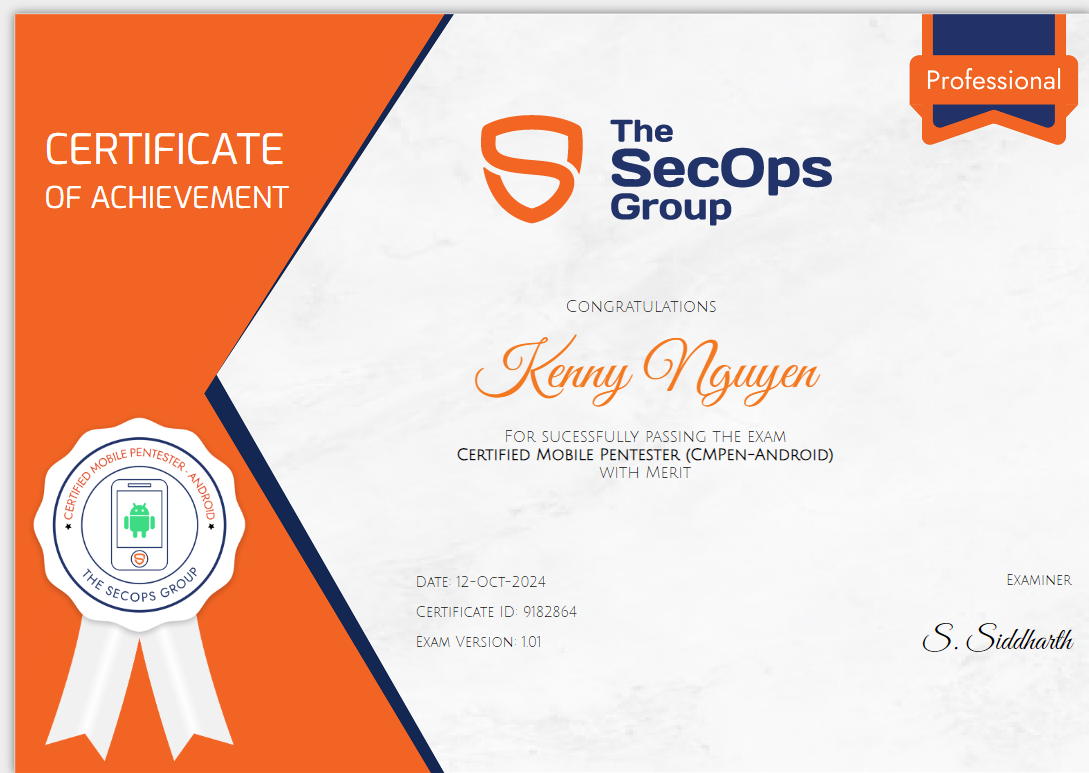 Professional
CERTIFICATE
OF ACHIEVEMENT
The
SecOps
Group
Congratulations
Kenny Nguyen
For sucessfully passing the exam
Certified Mobile Pentester (CMPen-Android)
with Merit
CERTIFIED MOBILE PENTESTER - ANDROID
THE SECOPS GROUP
Date: 12-Oct-2024
Certificate ID: 9182864
Exam Version: 1.01
Examiner
S. Siddharth